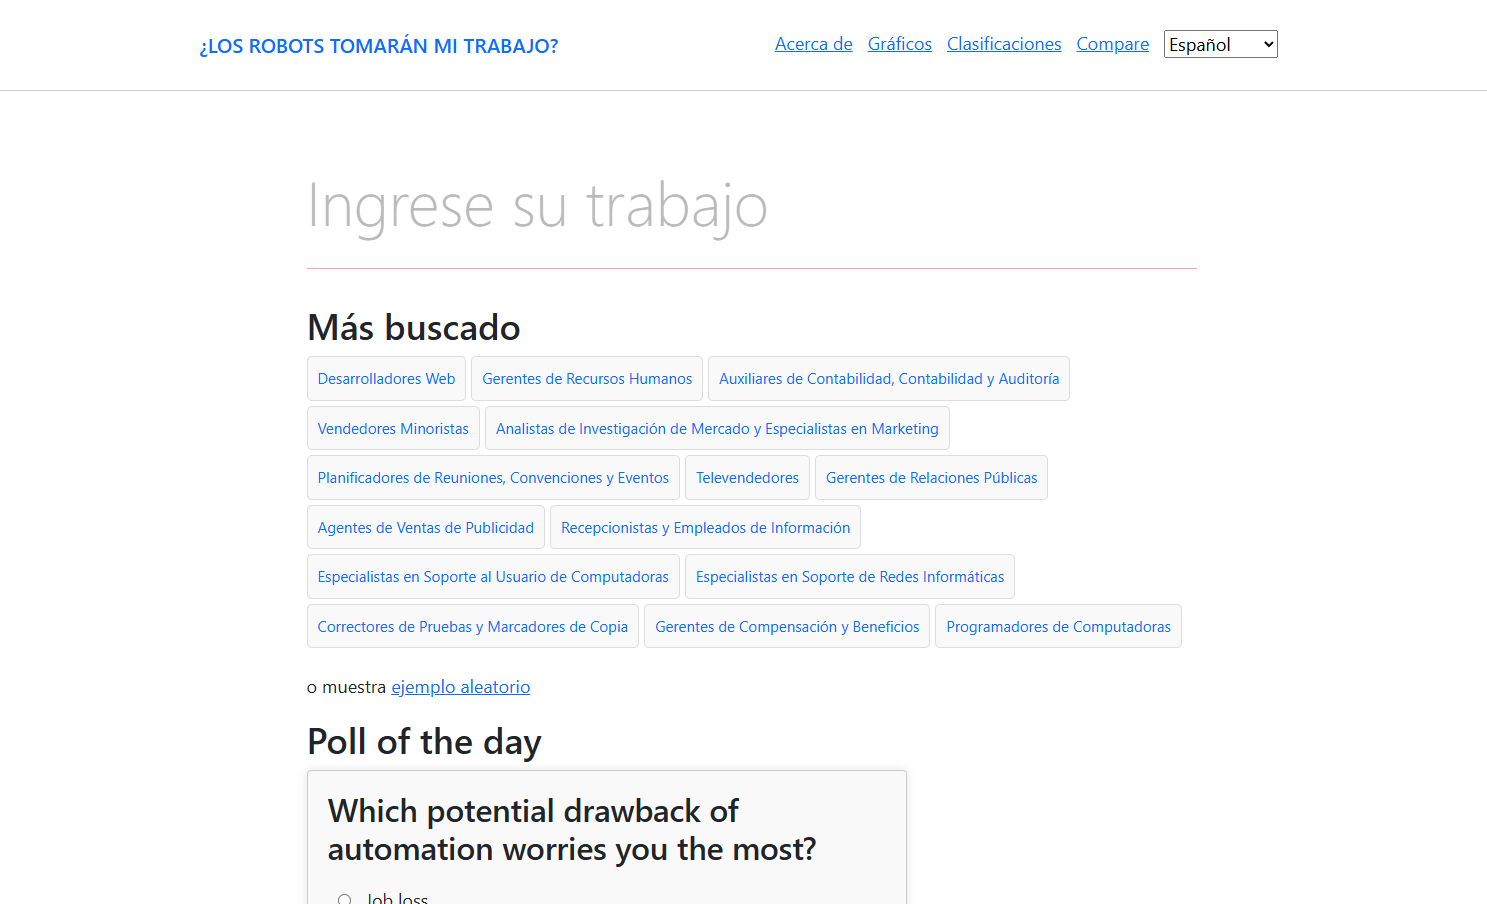 ¿LOS ROBOTS TOMARÁN MI TRABAJO?
Acerca de Gráficos Clasificaciones Compare Español
Ingrese su trabajo
Más buscado
Desarrolladores Web Gerentes de Recursos Humanos Auxiliares de Contabilidad, Contabilidad y Auditoría
Vendedores Minoristas Analistas de Investigación de Mercado y Especialistas en Marketing
Planificadores de Reuniones, Convenciones y Eventos Televendedores Gerentes de Relaciones Públicas
Agentes de Ventas de Publicidad Recepcionistas y Empleados de Información
Especialistas en Soporte al Usuario de Computadoras Especialistas en Soporte de Redes Informáticas
Correctores de Pruebas y Marcadores de Copia Gerentes de Compensación y Beneficios Programadores de Computadoras
o muestra ejemplo aleatorio
Poll of the day
Which potential drawback of
automation worries you the most?
Job loss